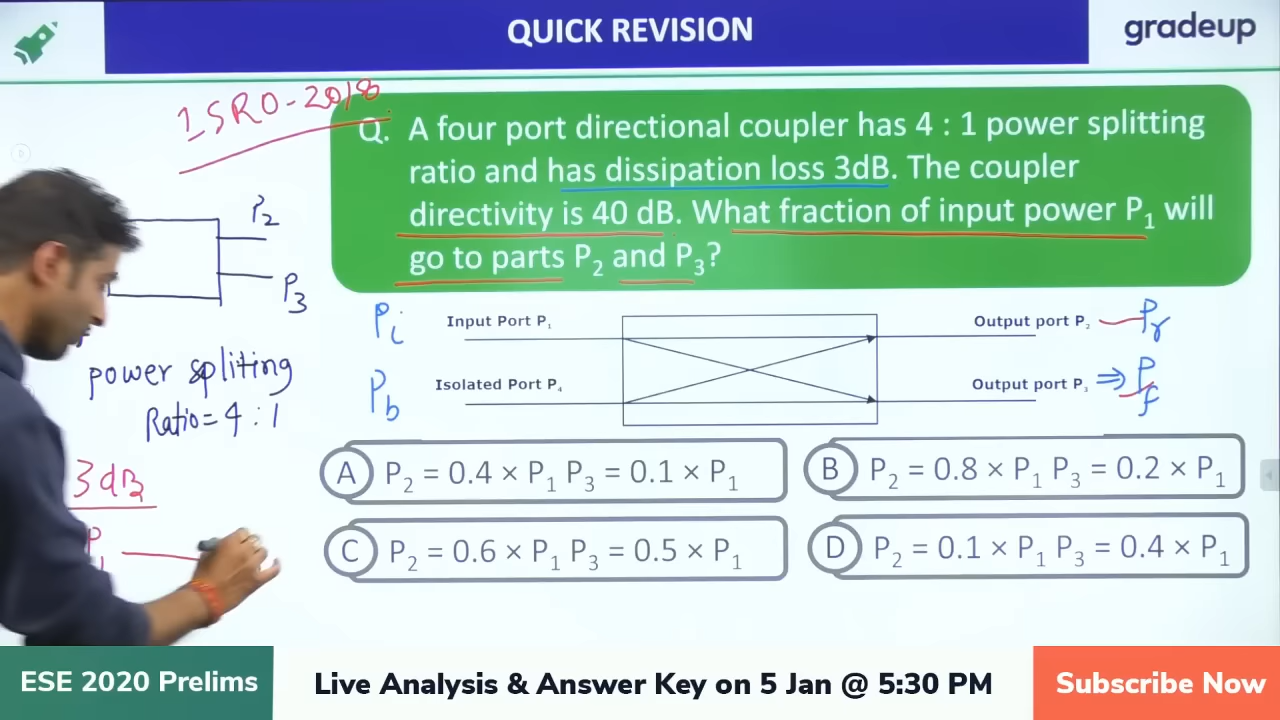 QUICK REVISION
gradeup
ISRO-2018
Q. A four port directional coupler has 4 : 1 power splitting
ratio and has dissipation loss 3dB. The coupler
directivity is 40 dB. What fraction of input power P₁ will
go to parts P₂ and P₃?
P₂
P₃
power spliting
Ratio = 4 : 1
3dB
P₁
Pi
Input Port P₁
Output port P₂
Pr
Pb
Isolated Port P₄
Output port P₃
⇒ Pf
A P₂ = 0.4 × P₁ P₃ = 0.1 × P₁
B P₂ = 0.8 × P₁ P₃ = 0.2 × P₁
C P₂ = 0.6 × P₁ P₃ = 0.5 × P₁
D P₂ = 0.1 × P₁ P₃ = 0.4 × P₁
ESE 2020 Prelims
Live Analysis & Answer Key on 5 Jan @ 5:30 PM
Subscribe Now